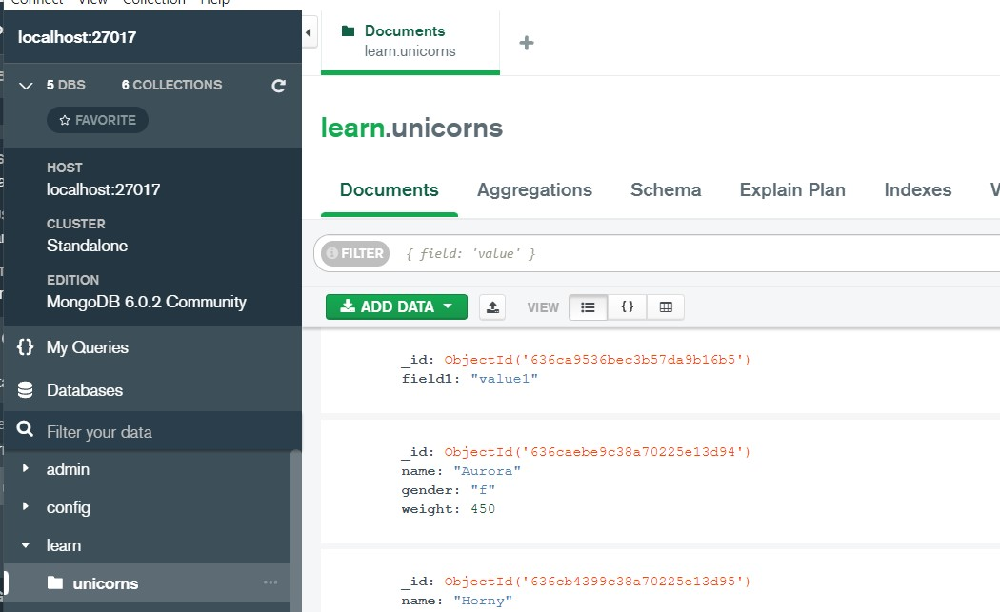 Connect View Collection Help
localhost:27017
5 DBS 6 COLLECTIONS
FAVORITE
HOST
localhost:27017
CLUSTER
Standalone
EDITION
MongoDB 6.0.2 Community
{} My Queries
Databases
Filter your data
admin
config
learn
unicorns
Documents
learn.unicorns
learn.unicorns
Documents Aggregations Schema Explain Plan Indexes
FILTER { field: 'value' }
ADD DATA VIEW {}
_id: ObjectId('636ca9536bec3b57da9b16b5')
field1: "value1"
_id: ObjectId('636caebe9c38a70225e13d94')
name: "Aurora"
gender: "f"
weight: 450
_id: ObjectId('636cb4399c38a70225e13d95')
name: "Horny"